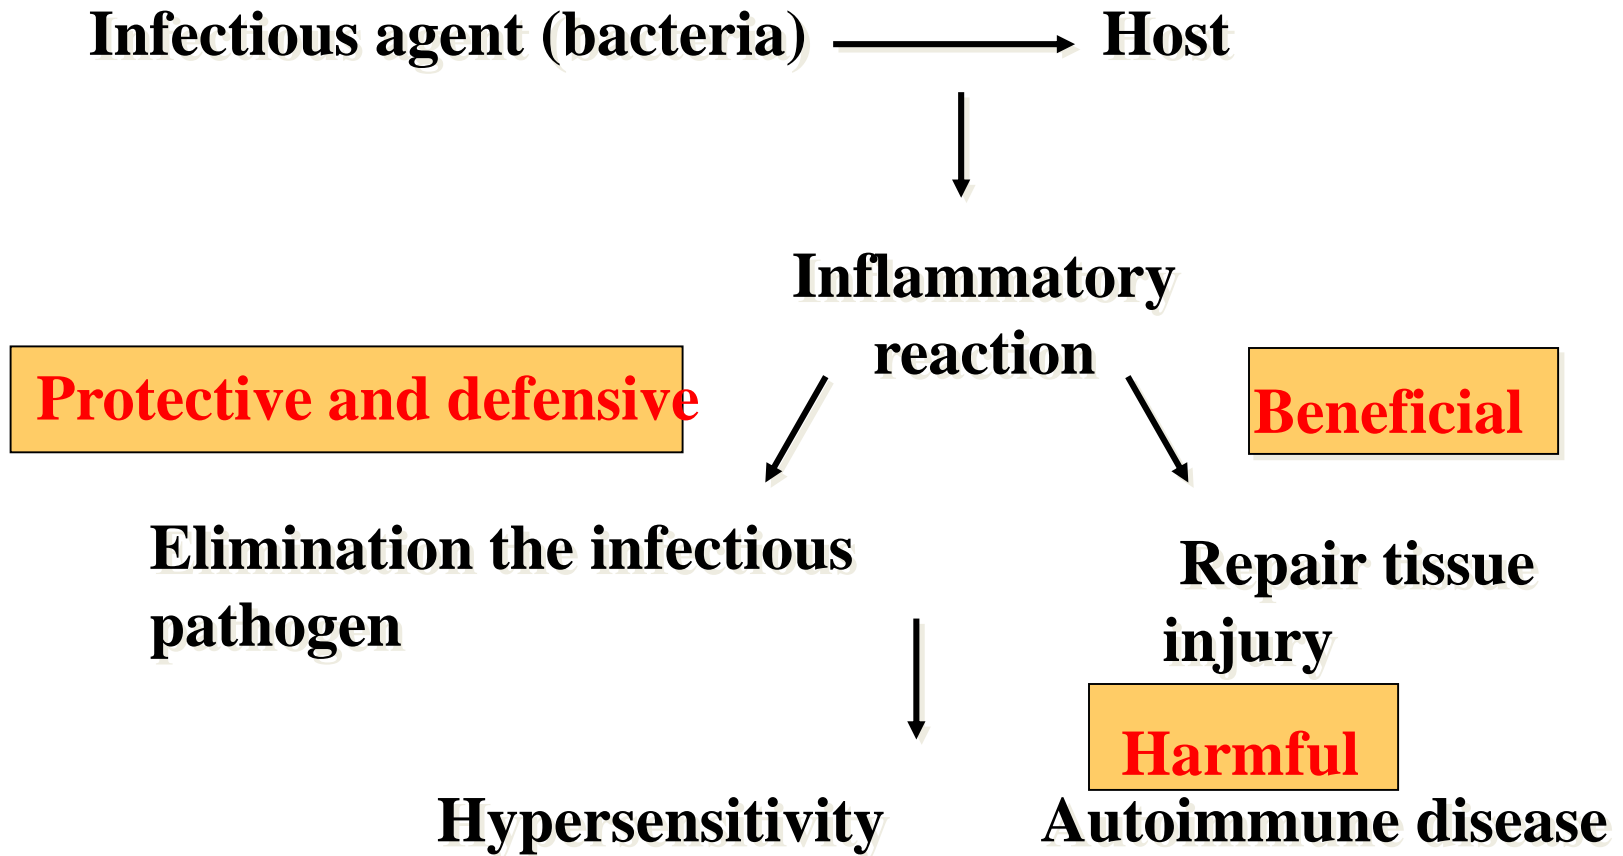 Infectious agent (bacteria) Host
Inflammatory
reaction
Protective and defensive
Beneficial
Elimination the infectious
pathogen
Repair tissue
injury
Harmful
Hypersensitivity Autoimmune disease